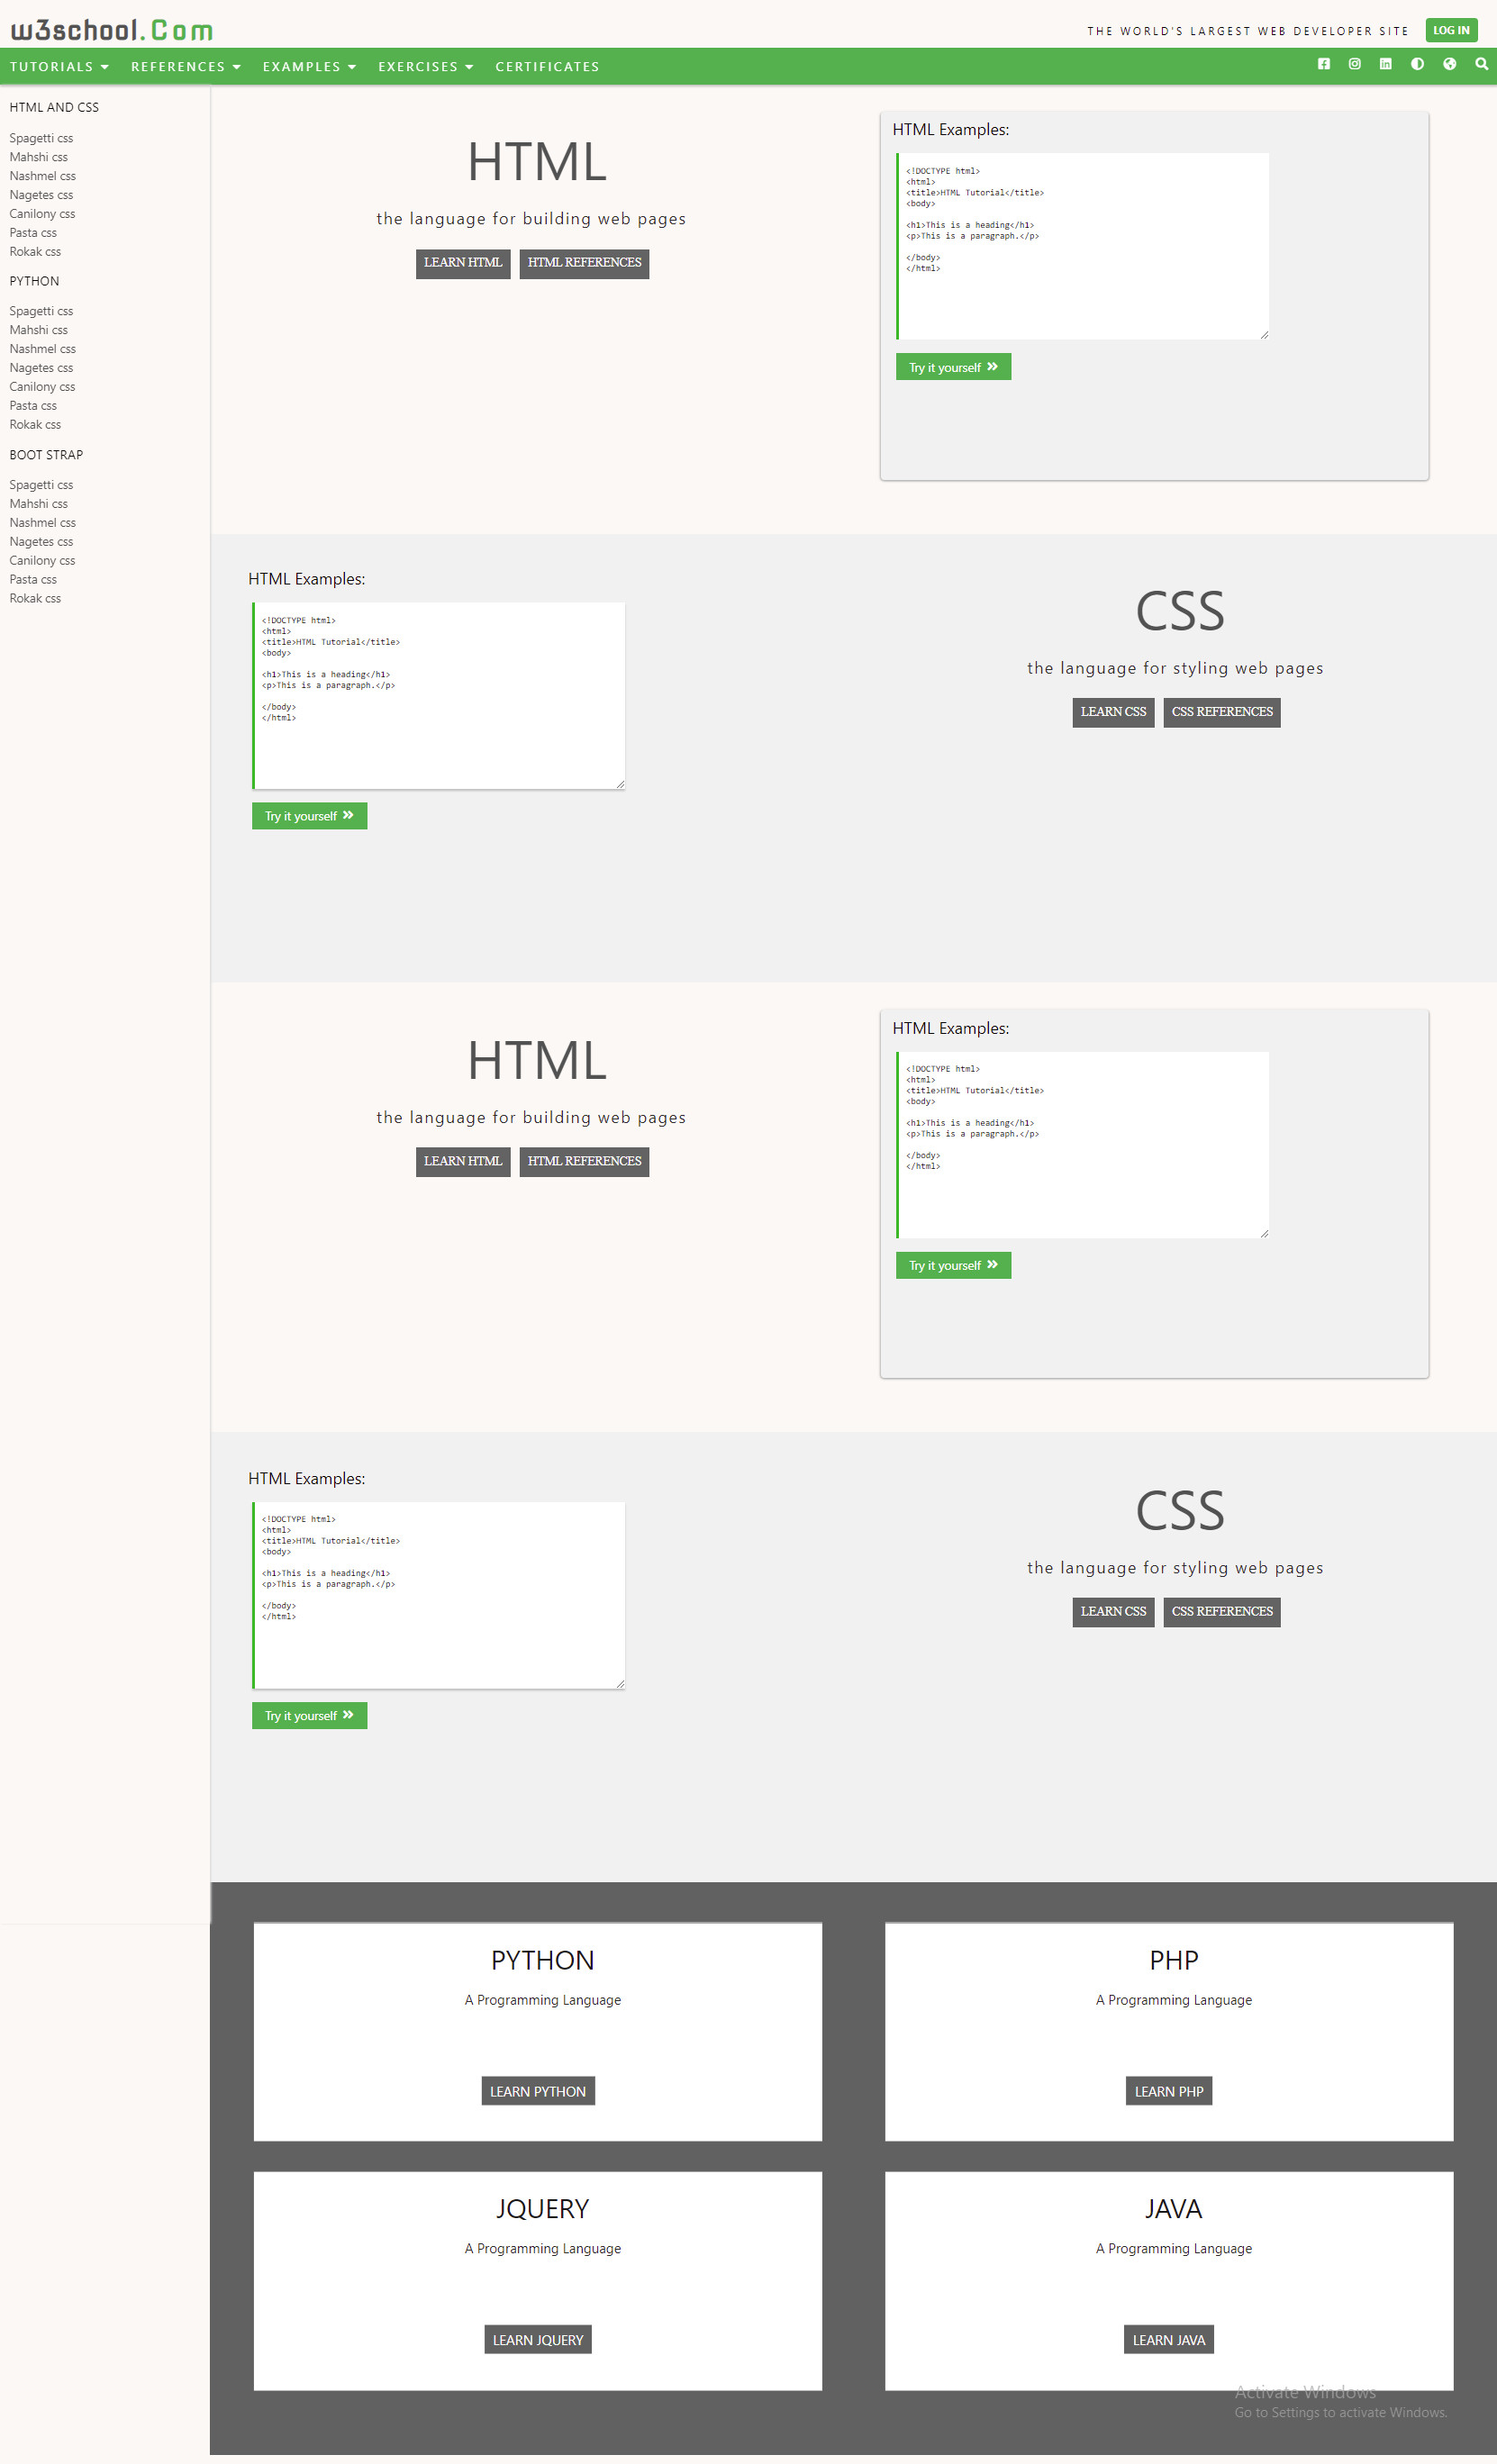 w3school.Com
THE WORLD'S LARGEST WEB DEVELOPER SITE
LOG IN
TUTORIALS REFERENCES EXAMPLES EXERCISES CERTIFICATES
HTML AND CSS
Spagetti css
Mahshi css
Nashmel css
Nagetes css
Canilony css
Pasta css
Rokak css
PYTHON
Spagetti css
Mahshi css
Nashmel css
Nagetes css
Canilony css
Pasta css
Rokak css
BOOT STRAP
Spagetti css
Mahshi css
Nashmel css
Nagetes css
Canilony css
Pasta css
Rokak css
HTML
the language for building web pages
LEARN HTML HTML REFERENCES
HTML Examples:
<!DOCTYPE html>
<html>
<title>HTML Tutorial</title>
<body>
<h1>This is a heading</h1>
<p>This is a paragraph.</p>
</body>
</html>
Try it yourself
HTML Examples:
<!DOCTYPE html>
<html>
<title>HTML Tutorial</title>
<body>
<h1>This is a heading</h1>
<p>This is a paragraph.</p>
</body>
</html>
Try it yourself
CSS
the language for styling web pages
LEARN CSS CSS REFERENCES
HTML
the language for building web pages
LEARN HTML HTML REFERENCES
HTML Examples:
<!DOCTYPE html>
<html>
<title>HTML Tutorial</title>
<body>
<h1>This is a heading</h1>
<p>This is a paragraph.</p>
</body>
</html>
Try it yourself
HTML Examples:
<!DOCTYPE html>
<html>
<title>HTML Tutorial</title>
<body>
<h1>This is a heading</h1>
<p>This is a paragraph.</p>
</body>
</html>
Try it yourself
CSS
the language for styling web pages
LEARN CSS CSS REFERENCES
PYTHON
A Programming Language
LEARN PYTHON
PHP
A Programming Language
LEARN PHP
JQUERY
A Programming Language
LEARN JQUERY
JAVA
A Programming Language
LEARN JAVA
Activate Windows
Go to Settings to activate Windows.